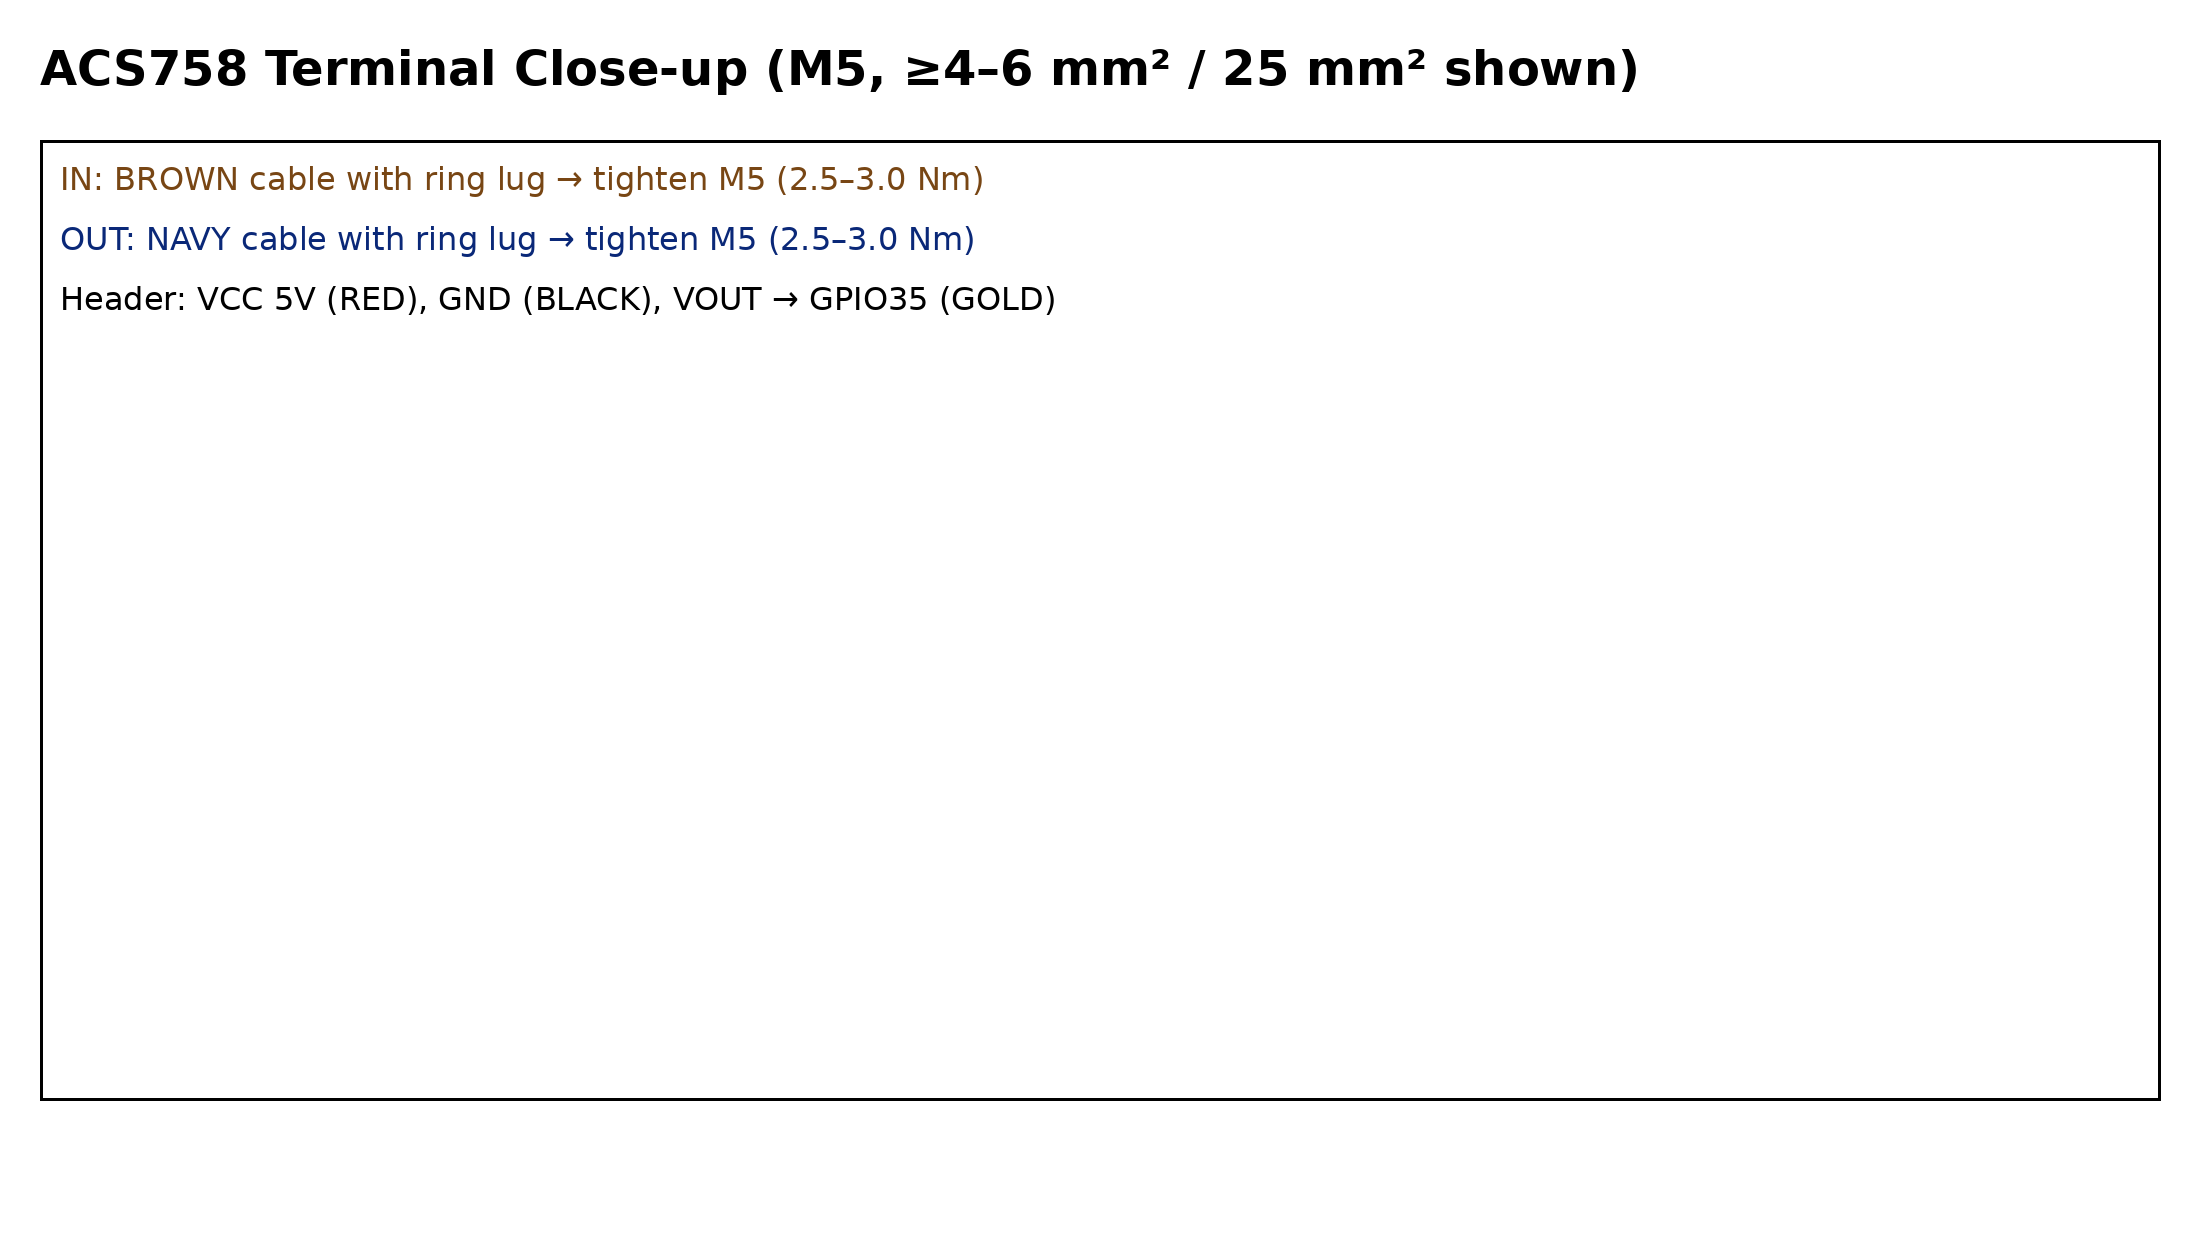 ACS758 Terminal Close-up (M5, ≥4–6 mm² / 25 mm² shown)
IN: BROWN cable with ring lug → tighten M5 (2.5–3.0 Nm)
OUT: NAVY cable with ring lug → tighten M5 (2.5–3.0 Nm)
Header: VCC 5V (RED), GND (BLACK), VOUT → GPIO35 (GOLD)